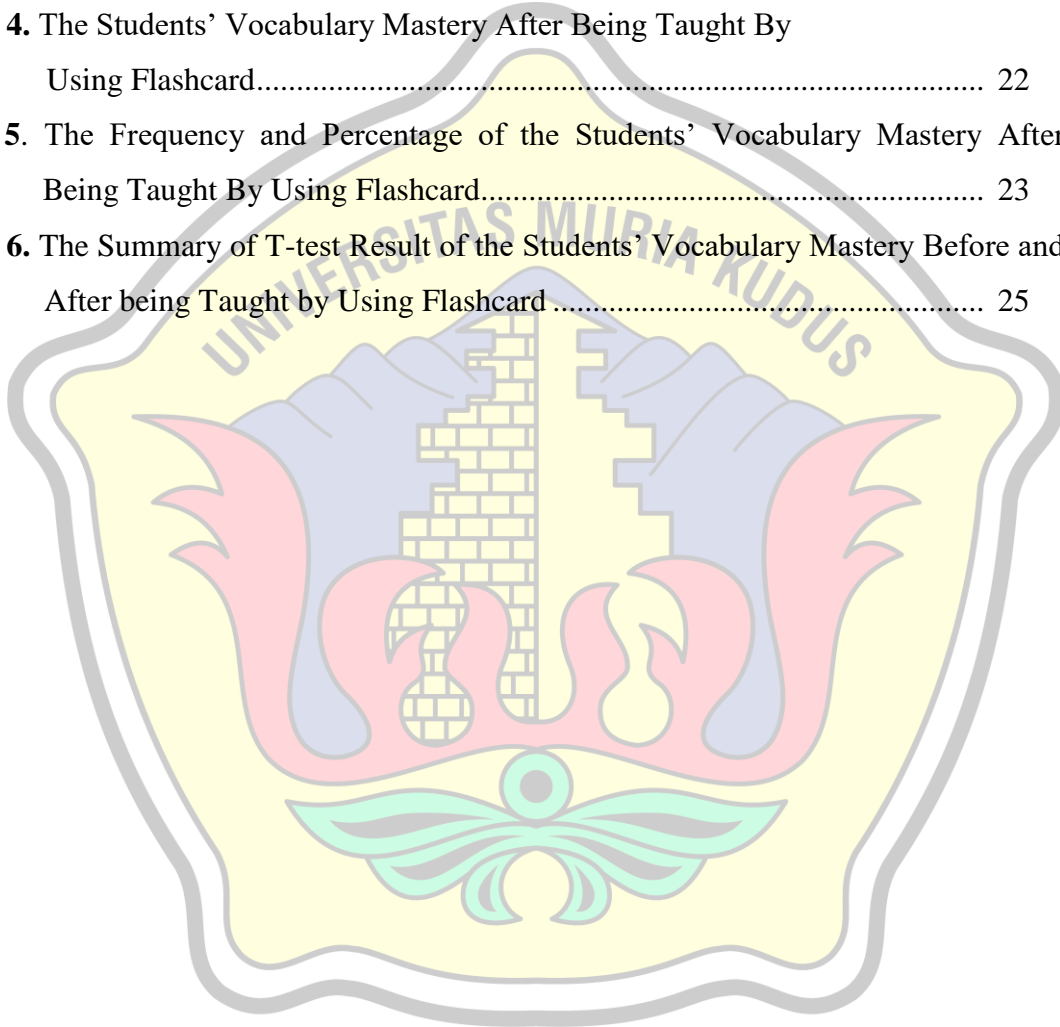 4. The Students’ Vocabulary Mastery After Being Taught By
Using Flashcard........................................................................................... 22
5. The Frequency and Percentage of the Students’ Vocabulary Mastery After
Being Taught By Using Flashcard............................................................... 23
6. The Summary of T-test Result of the Students’ Vocabulary Mastery Before and
After being Taught by Using Flashcard ...................................................... 25
UNIVERSITAS MURIA KUDUS